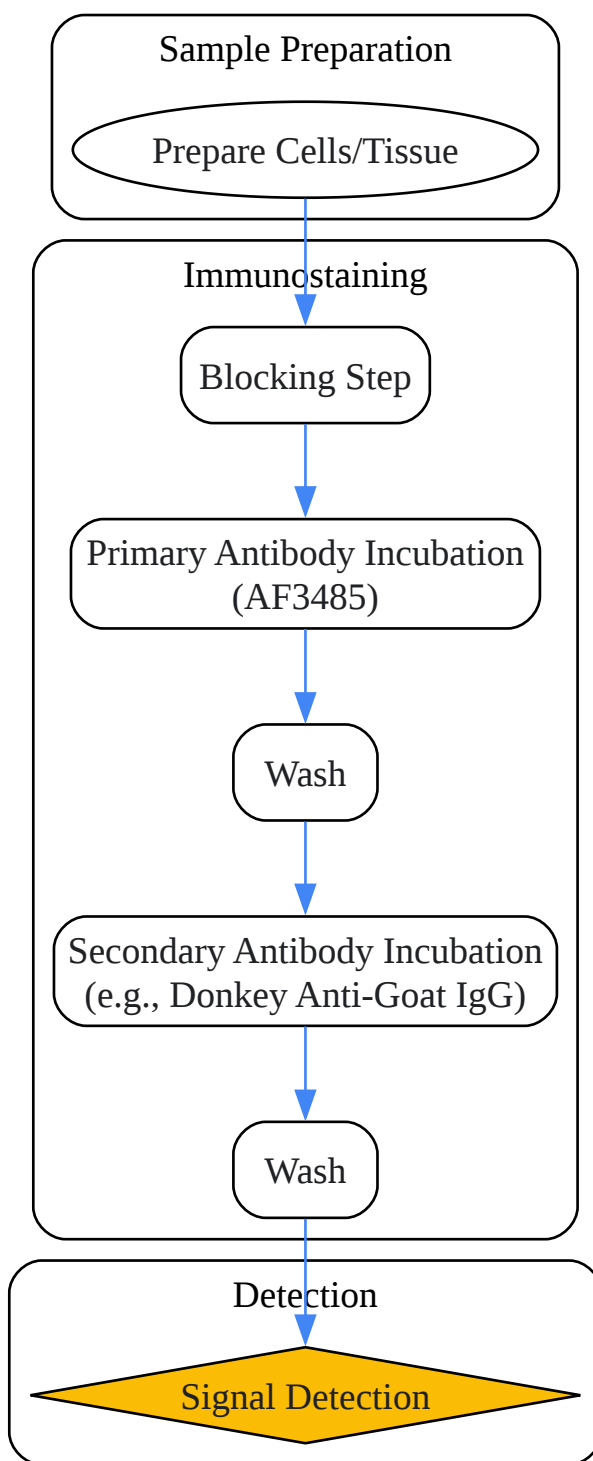 Sample Preparation
Prepare Cells/Tissue
Immunostaining
Blocking Step
Primary Antibody Incubation
(AF3485)
Wash
Secondary Antibody Incubation
(e.g., Donkey Anti-Goat IgG)
Wash
Detection
Signal Detection